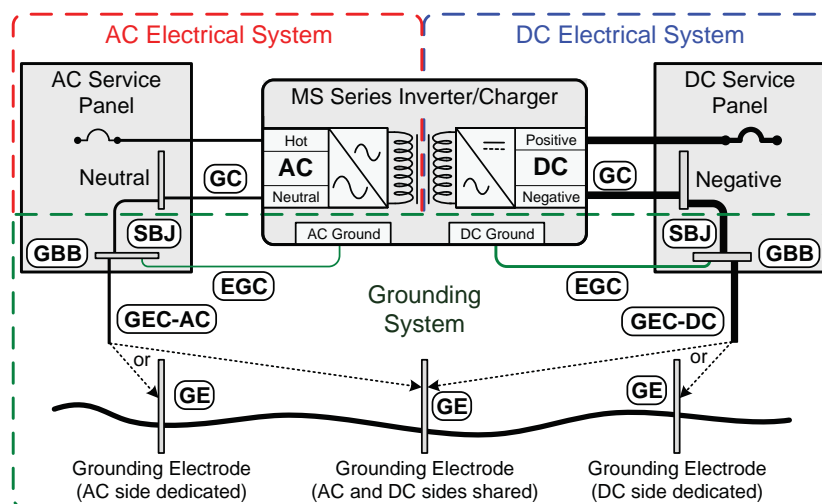 AC Electrical System
DC Electrical System
AC Service
Panel
MS Series Inverter/Charger
DC Service
Panel
Hot
AC
Neutral
Positive
DC
Negative
Neutral
GC
GC
Negative
SBJ
SBJ
GBB
GBB
AC Ground
DC Ground
EGC
EGC
Grounding
System
GEC-AC
GEC-DC
or
or
GE
GE
GE
Grounding Electrode
(AC side dedicated)
Grounding Electrode
(AC and DC sides shared)
Grounding Electrode
(DC side dedicated)